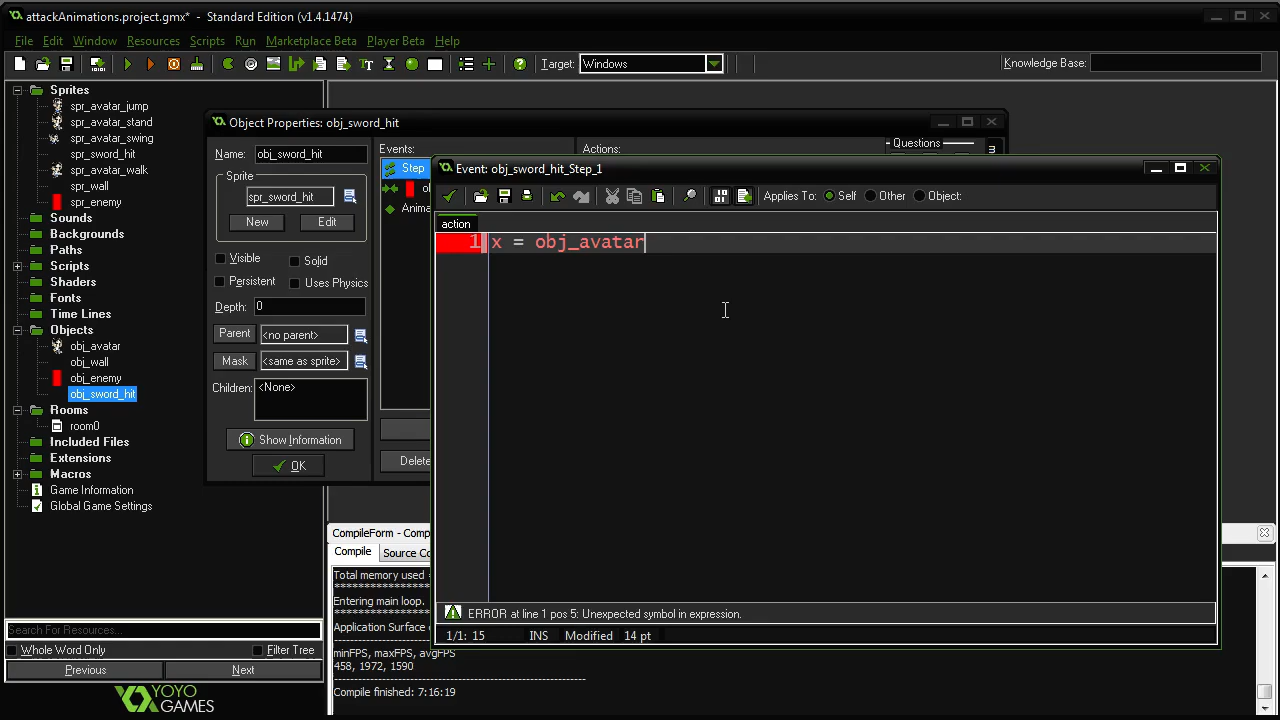 attackAnimations.project.gmx* - Standard Edition (v1.4.1474)
File Edit Window Resources Scripts Run Marketplace Beta Player Beta Help
Target: Windows Knowledge Base:
Sprites
spr_avatar_jump
spr_avatar_stand
spr_avatar_swing
spr_sword_hit
spr_avatar_walk
spr_wall
spr_enemy
Sounds
Backgrounds
Paths
Scripts
Shaders
Fonts
Time Lines
Objects
obj_avatar
obj_wall
obj_enemy
obj_sword_hit
Rooms
room0
Included Files
Extensions
Macros
Game Information
Global Game Settings
Search For Resources...
Whole Word Only Filter Tree
Previous Next
YOYO
GAMES
Object Properties: obj_sword_hit
Name: obj_sword_hit
Sprite
spr_sword_hit
New Edit
Visible Solid
Persistent Uses Physics
Depth: 0
Parent <no parent>
Mask <same as sprite>
Children: <None>
Show Information
OK
Events:
Step
Anima
Delete
Actions:
Questions
Event: obj_sword_hit_Step_1
Applies To: Self Other Object:
action
1 x = obj_avatar
ERROR at line 1 pos 5: Unexpected symbol in expression.
1/1: 15 INS Modified 14 pt
CompileForm - Comp
Compile Source Co
Total memory used
Entering main loop.
Application Surface
minFPS, maxFPS, avgFPS
458, 1972, 1590
Compile finished: 7:16:19